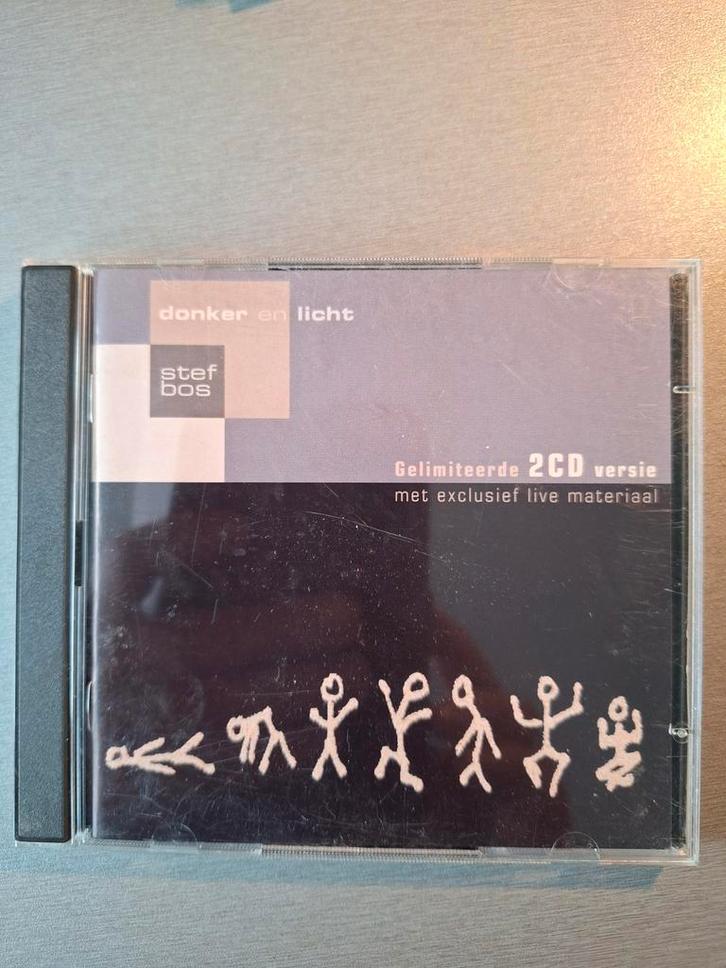 donker en licht
stef
bos
Gelimiteerde 2CD versie
met exclusief live materiaal